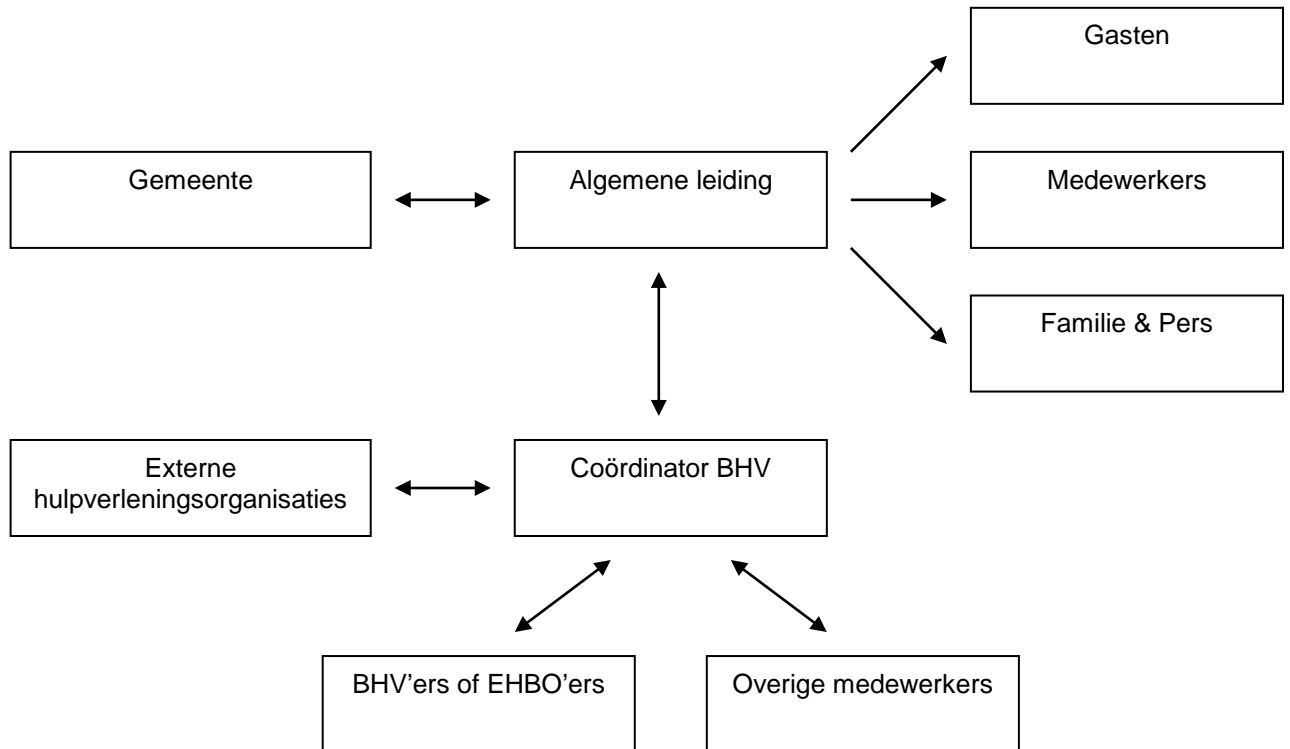 Gasten
Gemeente
Algemene leiding
Medewerkers
Familie & Pers
Externe
hulpverleningsorganisaties
Coördinator BHV
BHV’ers of EHBO’ers
Overige medewerkers